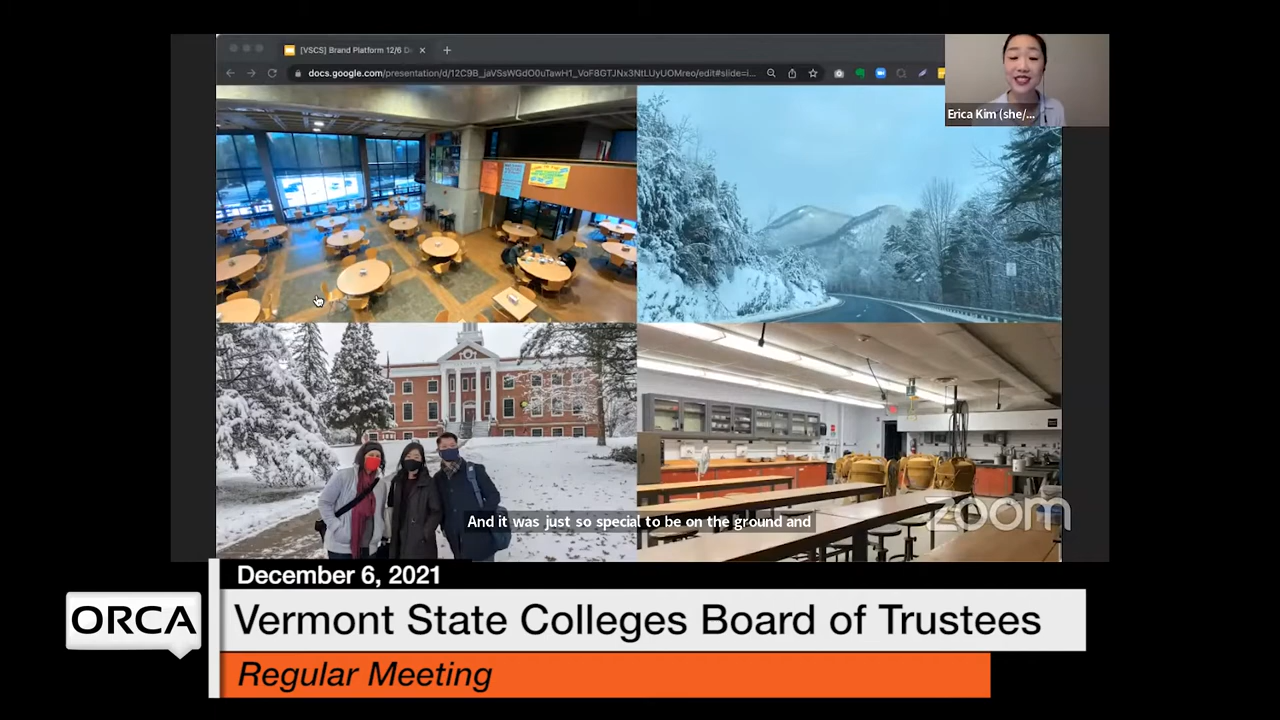 [VSCS] Brand Platform 12/6 D
docs.google.com/presentation/d/12C9B_jaVSsWGdO0uTawH1_VoF8GTJNx3NtLUyUOMreo/edit#slide=i...
Erica Kim (she/...
And it was just so special to be on the ground and
zoom
December 6, 2021
ORCA
Vermont State Colleges Board of Trustees
Regular Meeting